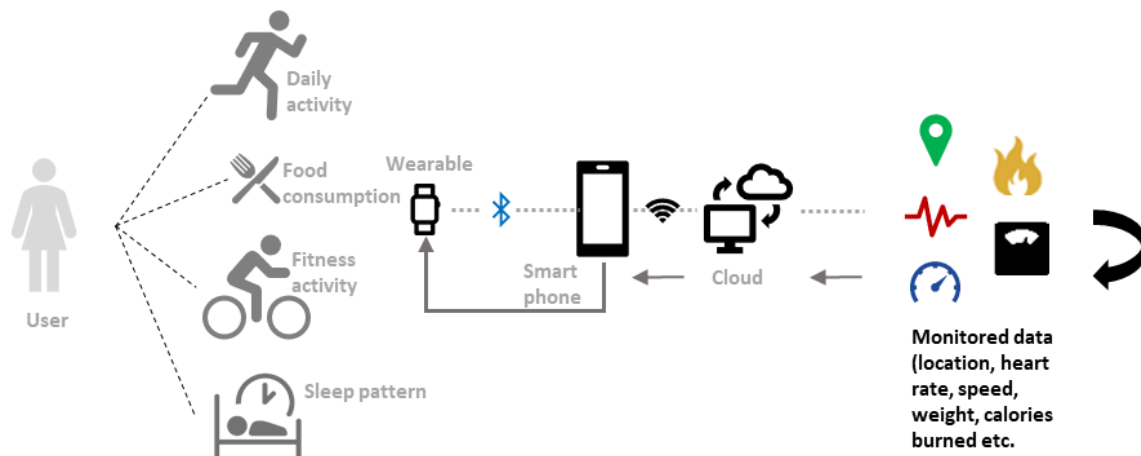 Daily
activity
Food
consumption
Wearable
Fitness
activity
Smart
phone
Cloud
User
Sleep pattern
Monitored data
(location, heart
rate, speed,
weight, calories
burned etc.